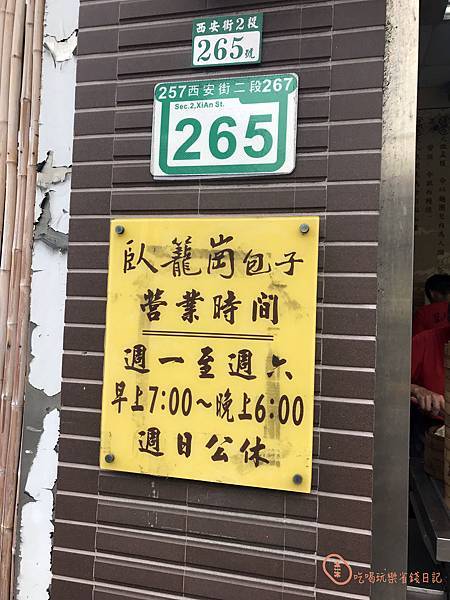 西安街2段
265號
257西安街二段267
Sec.2,XiAn St.
265
臥籠崗包子
營業時間
週一至週六
早上7:00～晚上6:00
週日公休
吃喝玩樂省錢日記